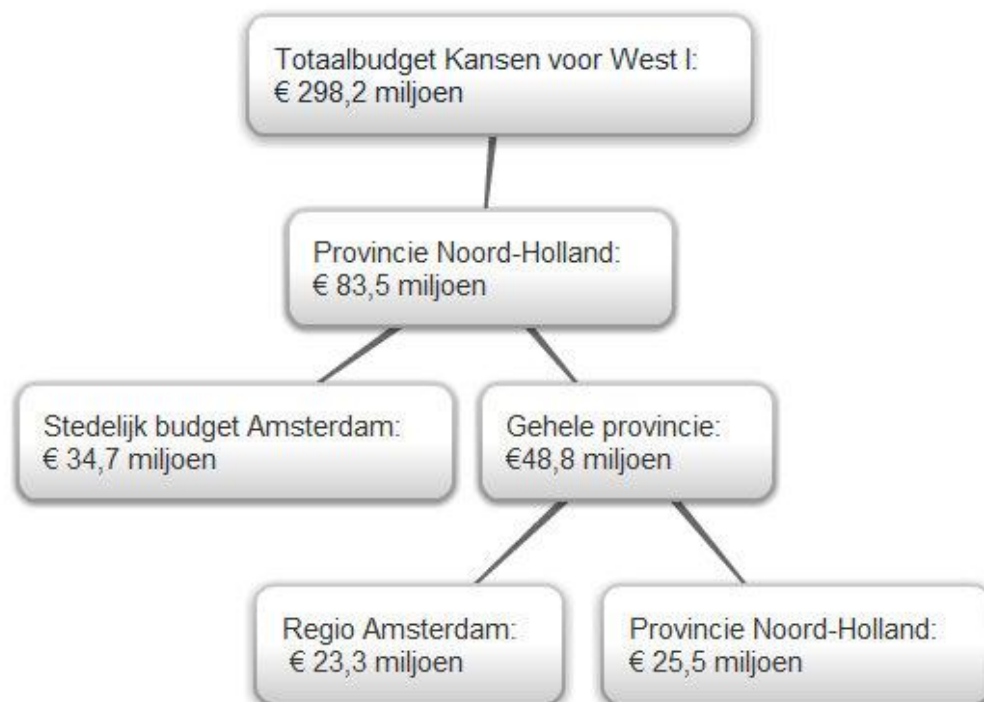 Totaalbudget Kansen voor West I:
€ 298,2 miljoen
Provincie Noord-Holland:
€ 83,5 miljoen
Stedelijk budget Amsterdam:
€ 34,7 miljoen
Gehele provincie:
€48,8 miljoen
Regio Amsterdam:
€ 23,3 miljoen
Provincie Noord-Holland:
€ 25,5 miljoen